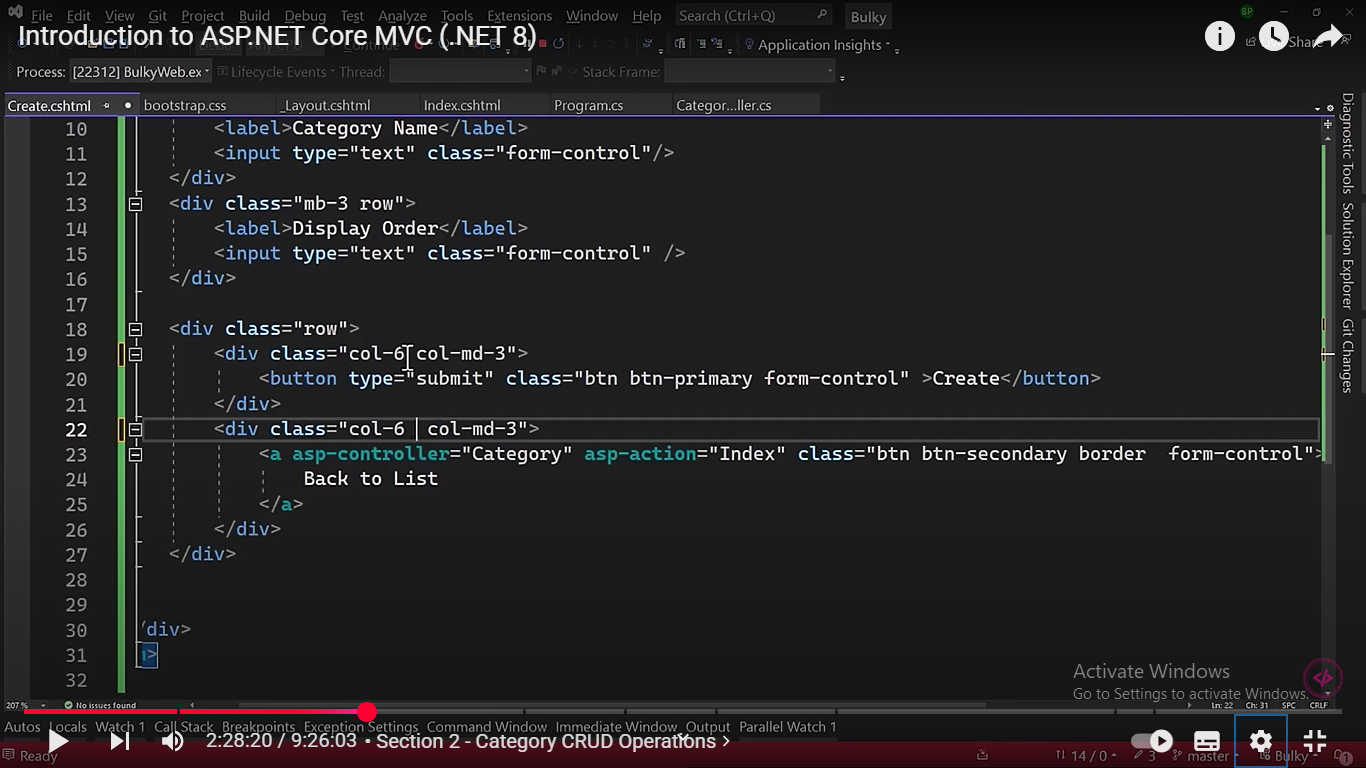 File Edit View Git Project Build Debug Test Analyze Tools Extensions Window Help Search (Ctrl+Q) Bulky
Introduction to ASP.NET Core MVC (.NET 8)
Continue
Application Insights
Share
Process: [22312] BulkyWeb.ex Lifecycle Events Thread: Stack Frame:
Create.cshtml bootstrap.css _Layout.cshtml Index.cshtml Program.cs Categor...ller.cs
10 <label>Category Name</label>
11 <input type="text" class="form-control"/>
12 </div>
13 <div class="mb-3 row">
14 <label>Display Order</label>
15 <input type="text" class="form-control" />
16 </div>
17
18 <div class="row">
19 <div class="col-6 col-md-3">
20 <button type="submit" class="btn btn-primary form-control" >Create</button>
21 </div>
22 <div class="col-6  col-md-3">
23 <a asp-controller="Category" asp-action="Index" class="btn btn-secondary border  form-control">
24 Back to List
25 </a>
26 </div>
27 </div>
28
29
30 /div>
31 >
32
Diagnostic Tools
Solution Explorer
Git Changes
Activate Windows
Go to Settings to activate Windows.
207 % No issues found Ln: 22 Ch: 31 SPC CRLF
Autos Locals Watch 1 Call Stack Breakpoints Exception Settings Command Window Immediate Window Output Parallel Watch 1
2:28:20 / 9:26:03 • Section 2 - Category CRUD Operations >
Ready 14 / 0 3 master Bulky 1
BP